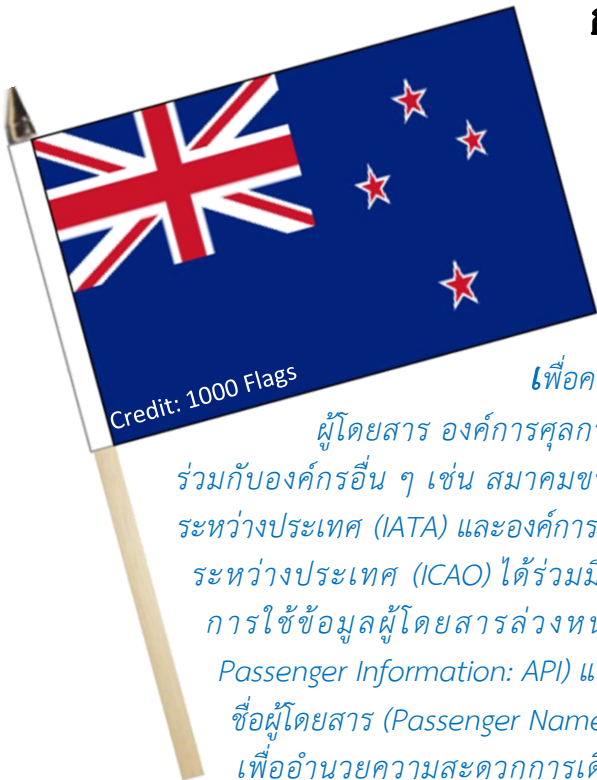 Credit: 1000 Flags
เพื่อค
ผู้โดยสาร องค์การศุลกา
ร่วมกับองค์กรอื่น ๆ เช่น สมาคมข
ระหว่างประเทศ (IATA) และองค์การ
ระหว่างประเทศ (ICAO) ได้ร่วมมื
การใช้ข้อมูลผู้โดยสารล่วงหน
Passenger Information: API) แ
ชื่อผู้โดยสาร (Passenger Name
เพื่ออำนวยความสะดวกการเดิ